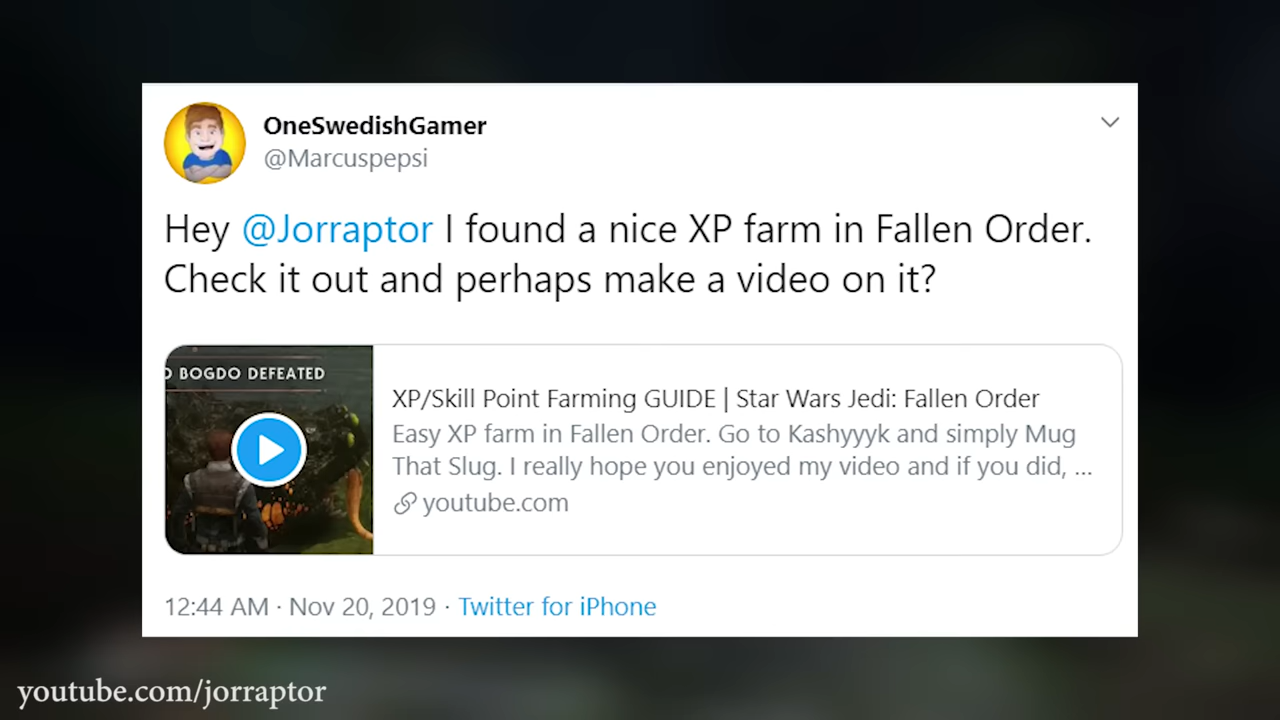 OneSwedishGamer
@Marcuspepsi
Hey @Jorraptor I found a nice XP farm in Fallen Order.
Check it out and perhaps make a video on it?
BOGDO DEFEATED
XP/Skill Point Farming GUIDE | Star Wars Jedi: Fallen Order
Easy XP farm in Fallen Order. Go to Kashyyyk and simply Mug
That Slug. I really hope you enjoyed my video and if you did, ...
youtube.com
12:44 AM · Nov 20, 2019 · Twitter for iPhone
youtube.com/jorraptor